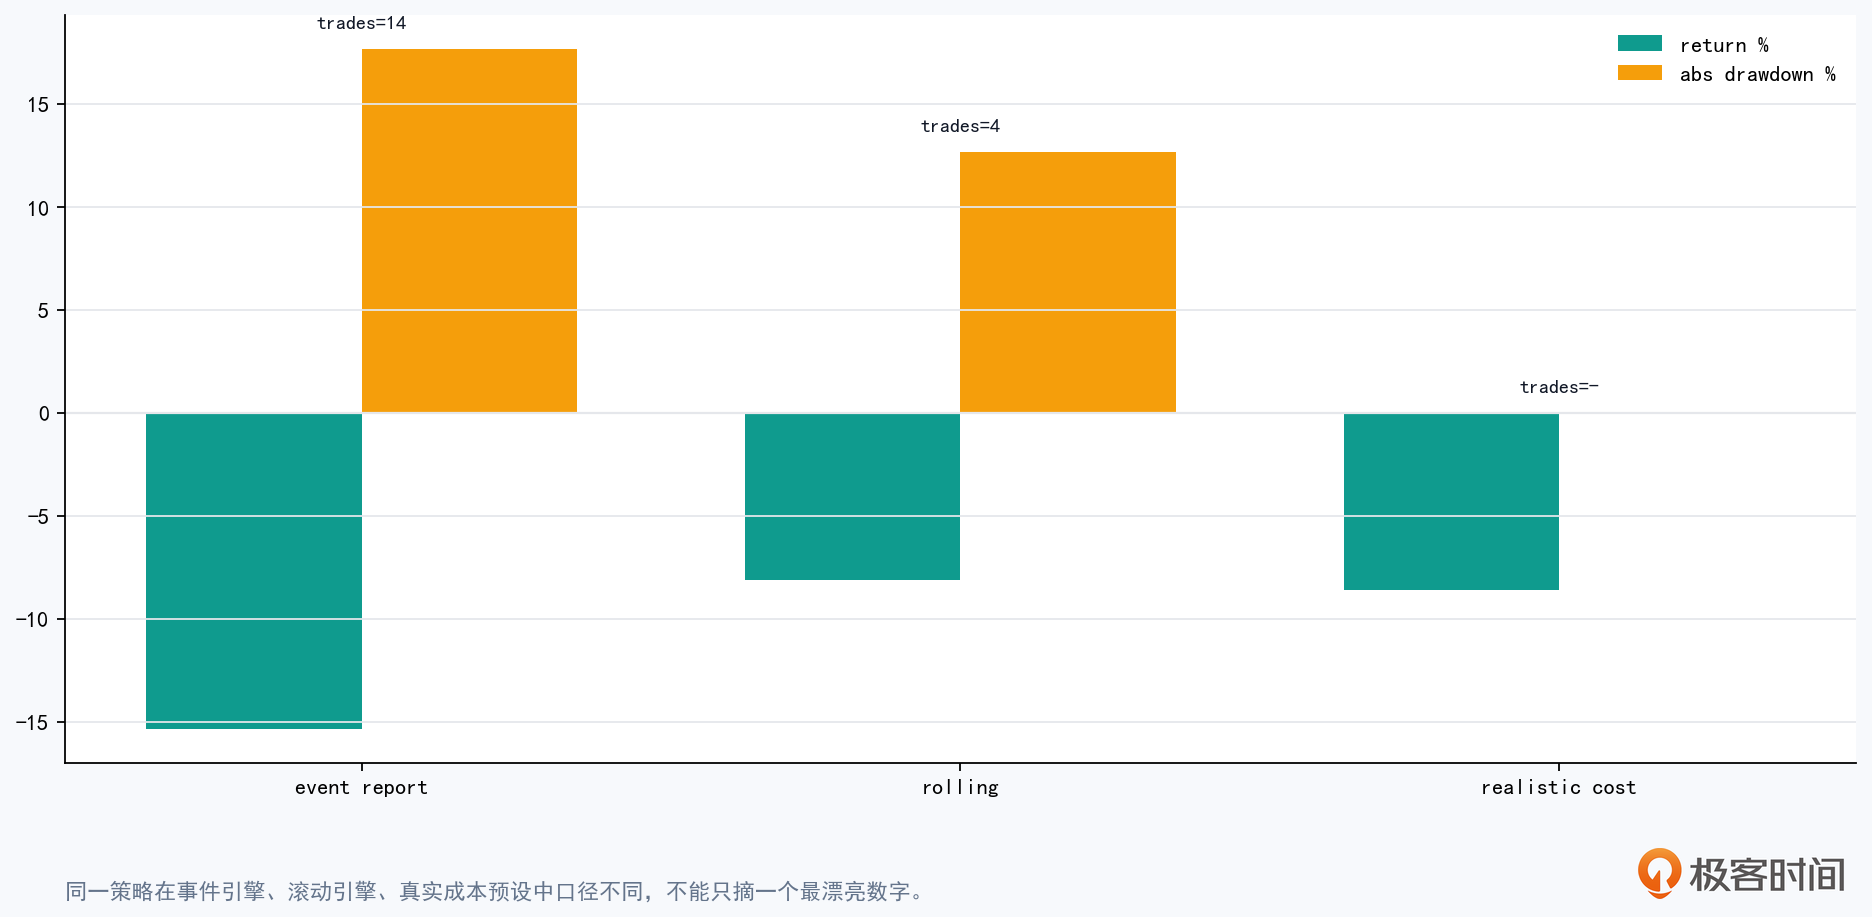 trades=14
return %
abs drawdown %
15
trades=4
10
5
trades=-
0
-5
-10
-15
event report
rolling
realistic cost
极客时间
同一策略在事件引擎、滚动引擎、真实成本预设中口径不同，不能只摘一个最漂亮数字。